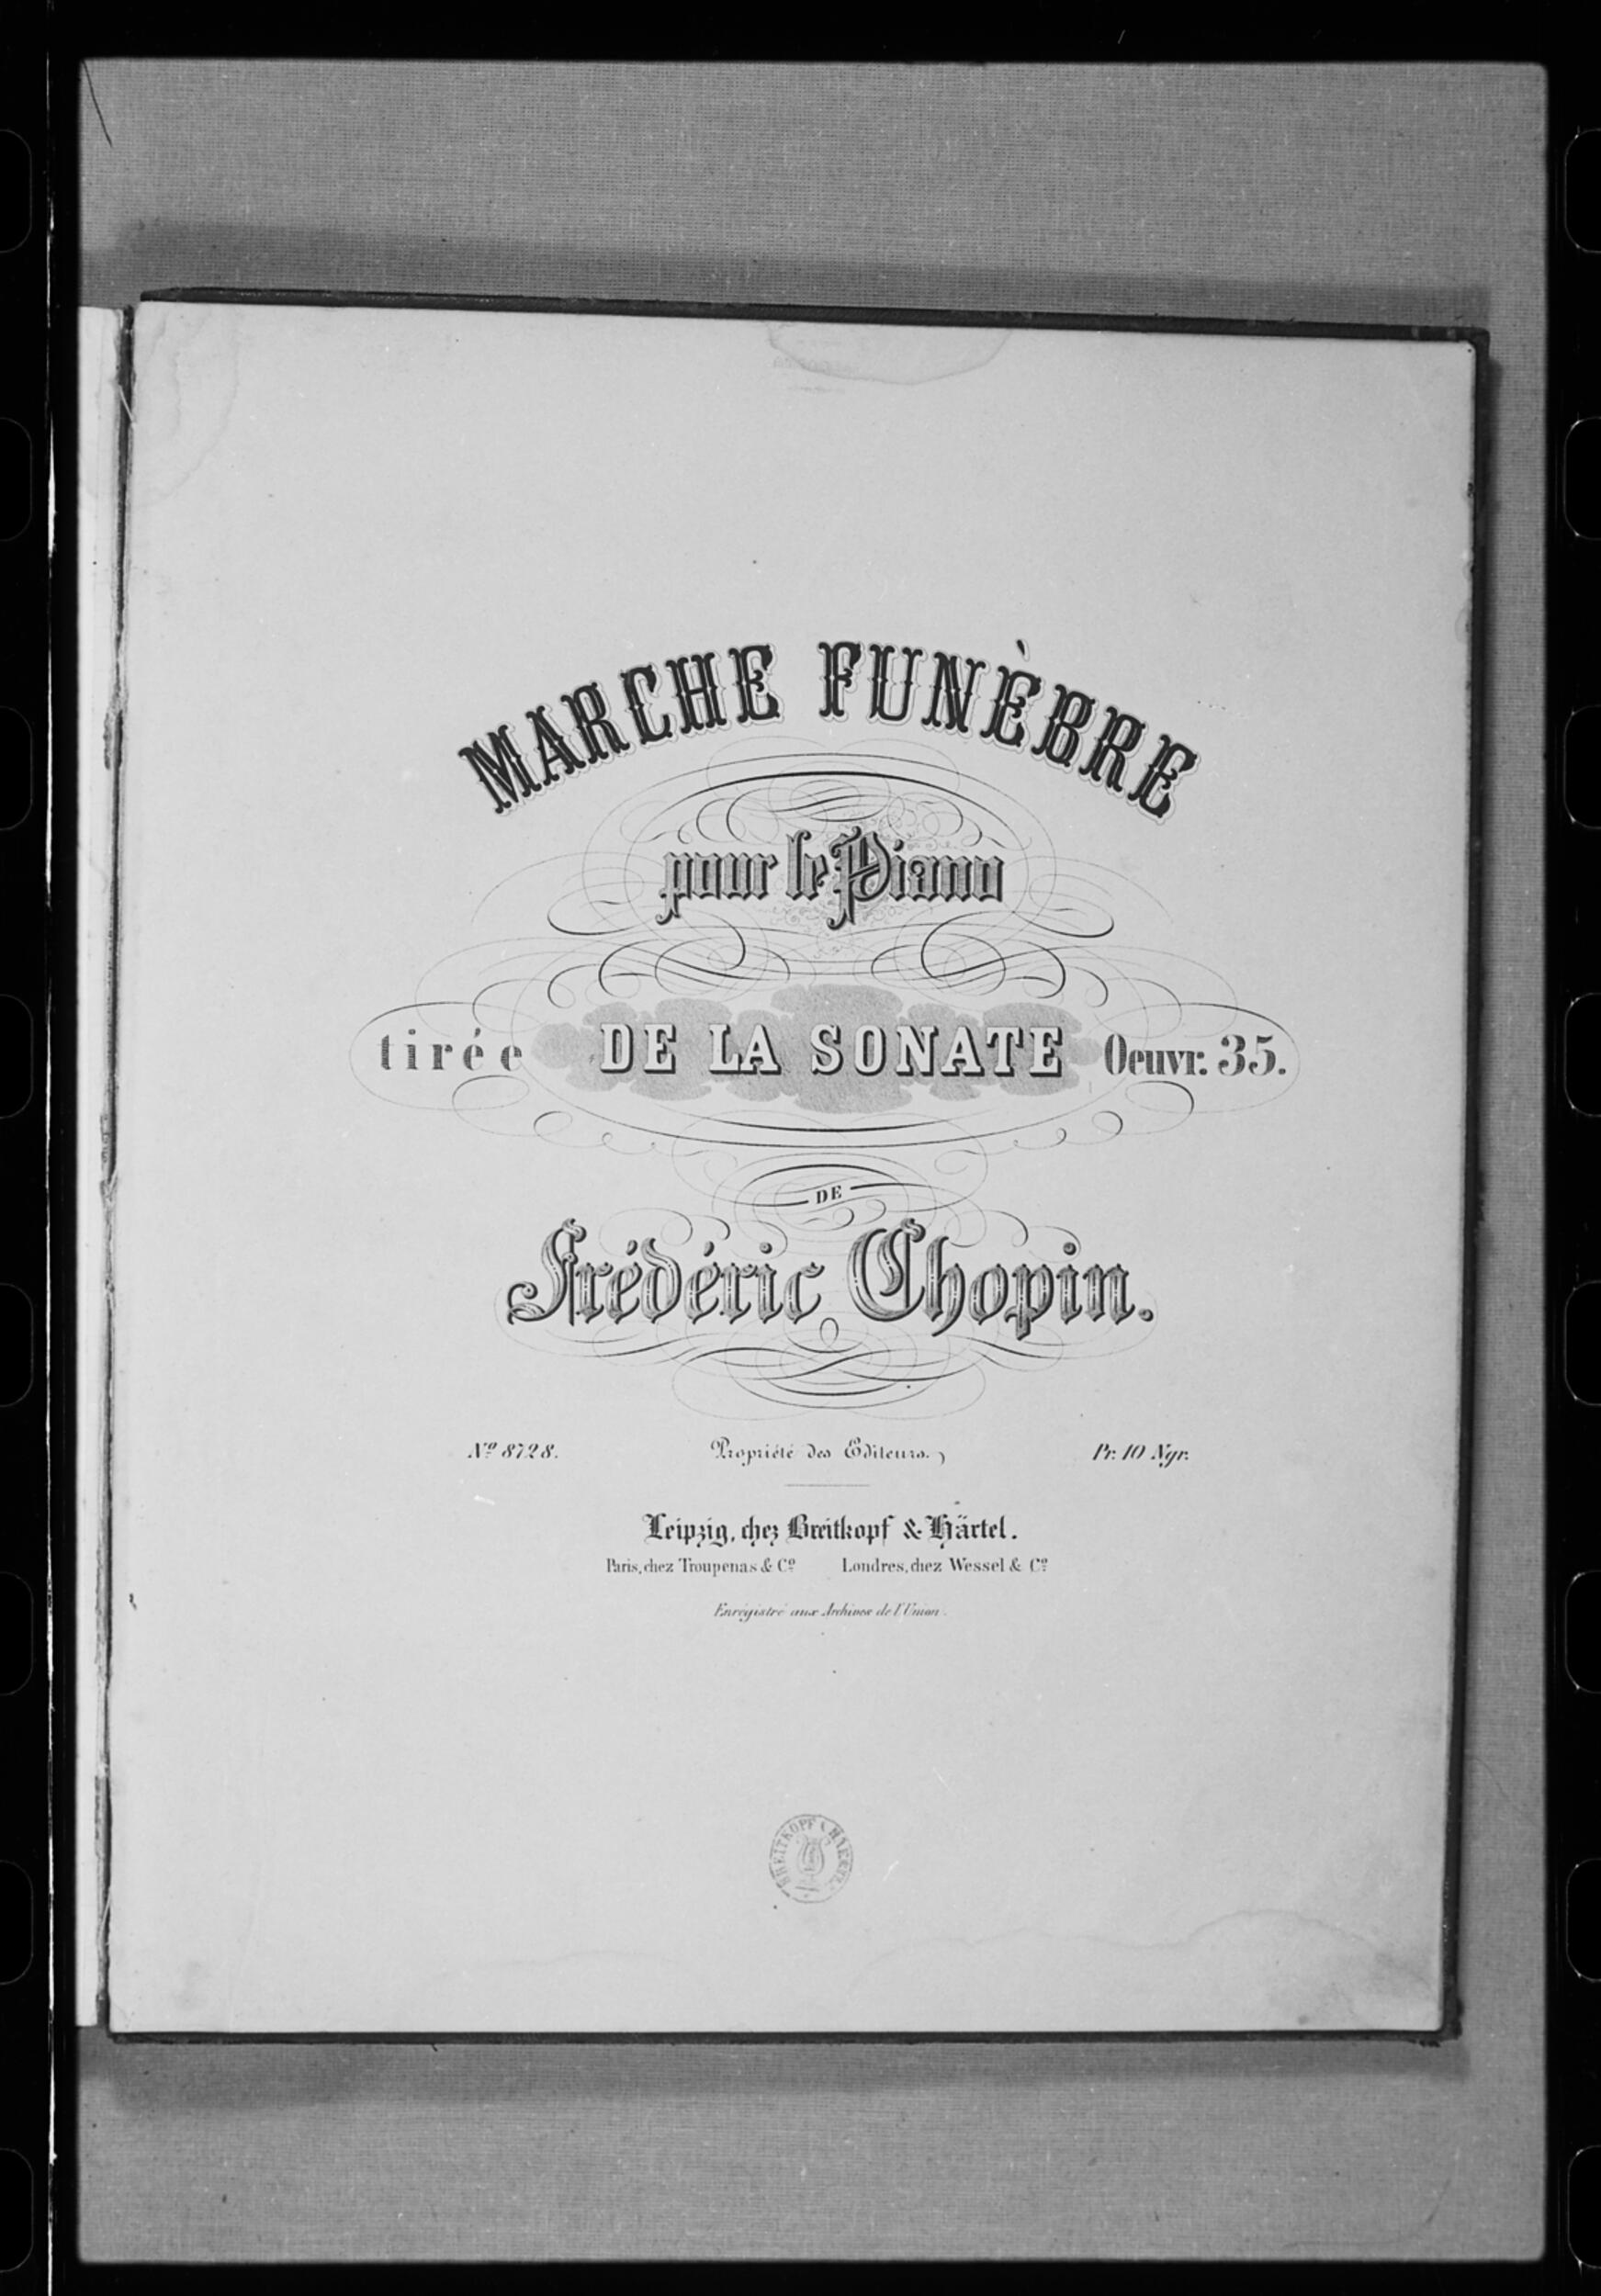 MARCHE FUNÈBRE
pour le Piano
tirée DE LA SONATE Oeuvr: 35.
DE
Frédéric Chopin.
Nº 8728. Propriété des Editeurs. Pr. 10 Ngr.
Leipzig, chez Breitkopf & Härtel.
Paris, chez Troupenas & Cº Londres, chez Wessel & Cº
Enrégistré aux Archives de l'Union.
BREITKOPF & HAERTEL